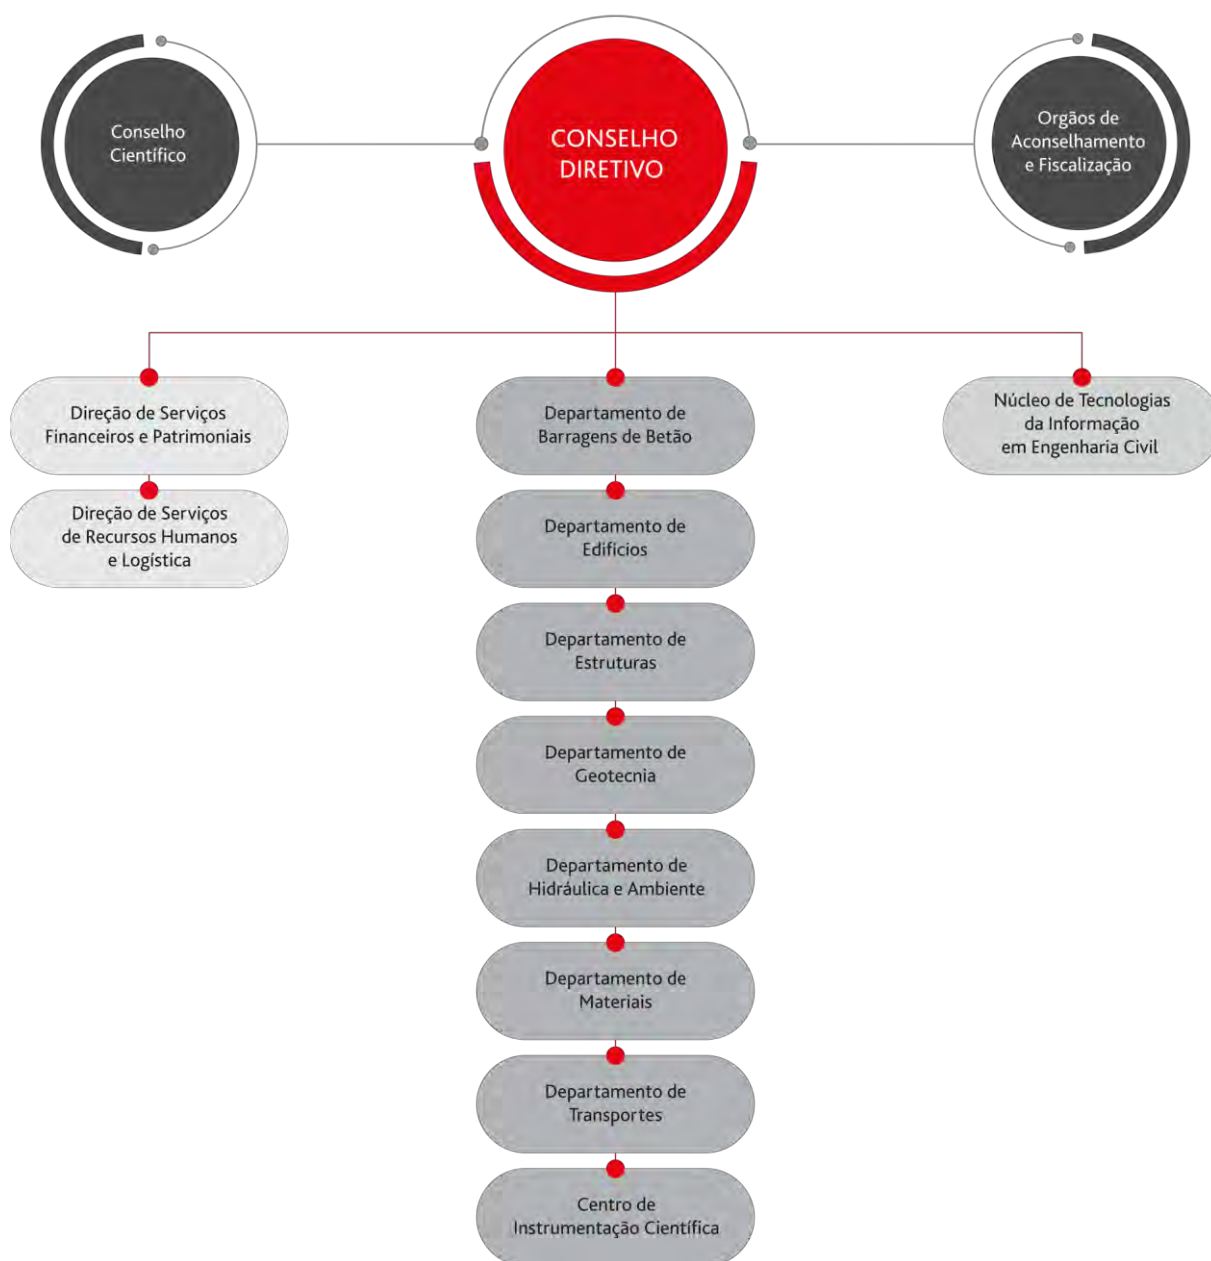 Conselho
Científico
CONSELHO
DIRETIVO
Orgãos de
Aconselhamento
e Fiscalização
Direção de Serviços
Financeiros e Patrimoniais
Direção de Serviços
de Recursos Humanos
e Logística
Departamento de
Barragens de Betão
Departamento de
Edifícios
Departamento de
Estruturas
Departamento de
Geotecnia
Departamento de
Hidráulica e Ambiente
Departamento de
Materiais
Departamento de
Transportes
Centro de
Instrumentação Científica
Núcleo de Tecnologias
da Informação
em Engenharia Civil